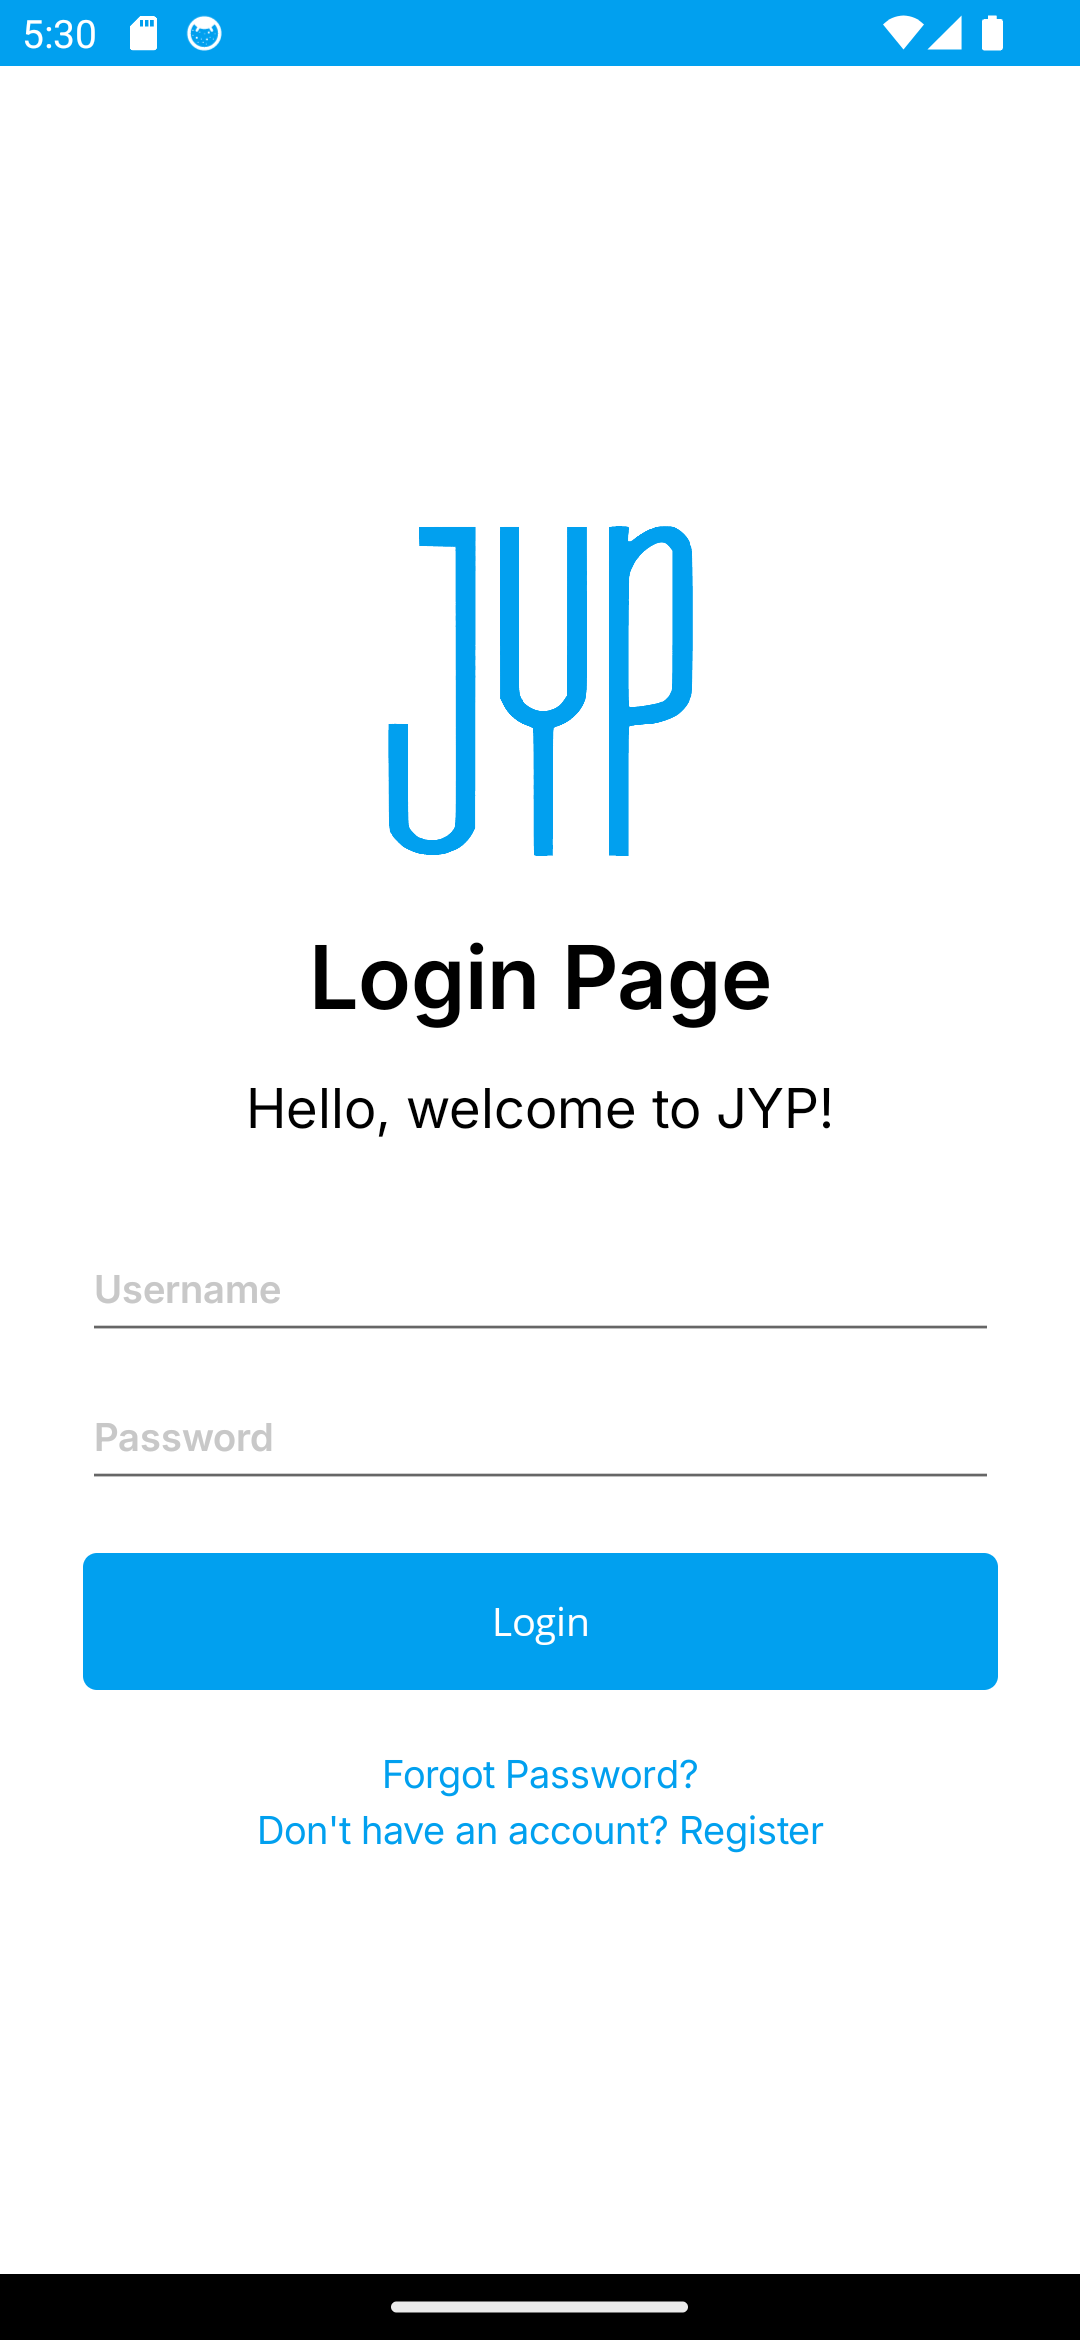 5:30
JYP
Login Page
Hello, welcome to JYP!
Username
Password
Login
Forgot Password?
Don't have an account? Register